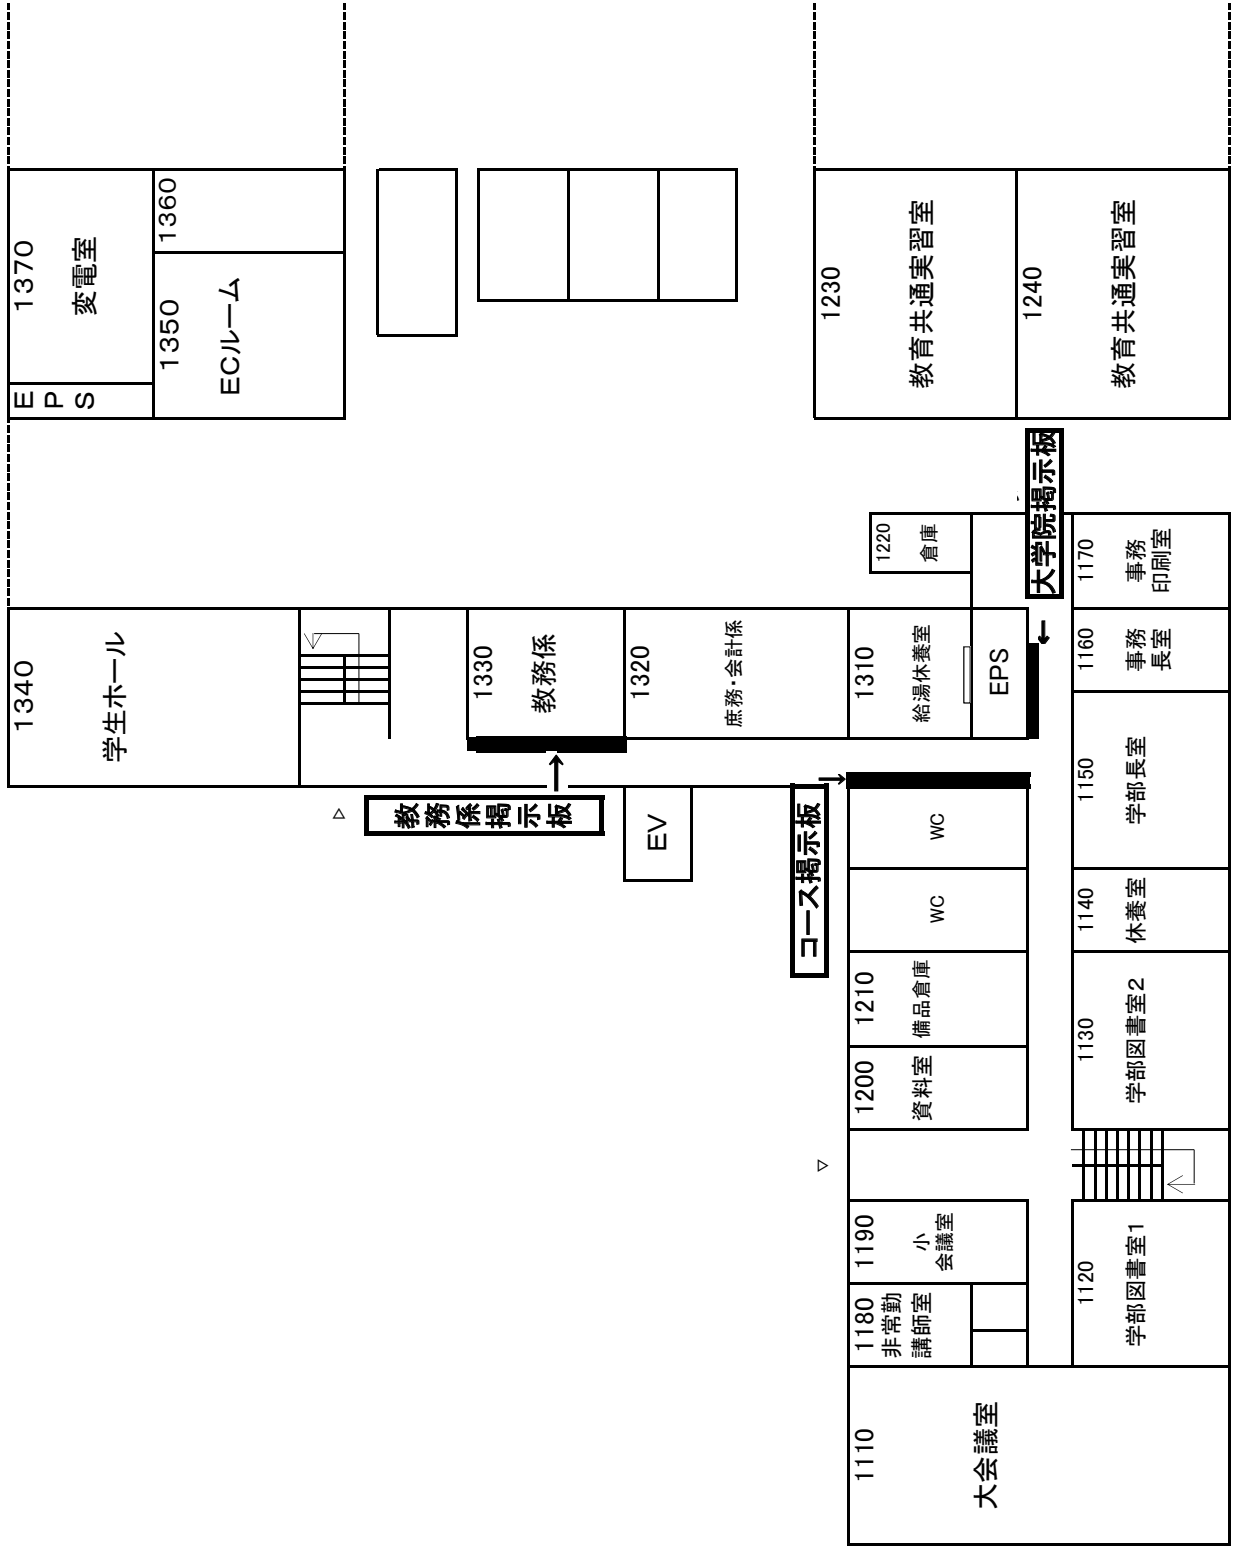 1370
変電室
EPS
1360
1350
ECルーム
1230
教育共通実習室
1240
教育共通実習室
1340
学生ホール
1330
教務係
1320
庶務・会計係
1310
給湯休養室
EPS
1220
倉庫
大学院掲示板
1170
事務
印刷室
1160
事務
長室
教務係掲示板
EV
コース掲示板
WC
WC
1150
学部長室
1140
休養室
1210
備品倉庫
1200
資料室
1130
学部図書室2
1190
小
会議室
1180
非常勤
講師室
1120
学部図書室1
1110
大会議室